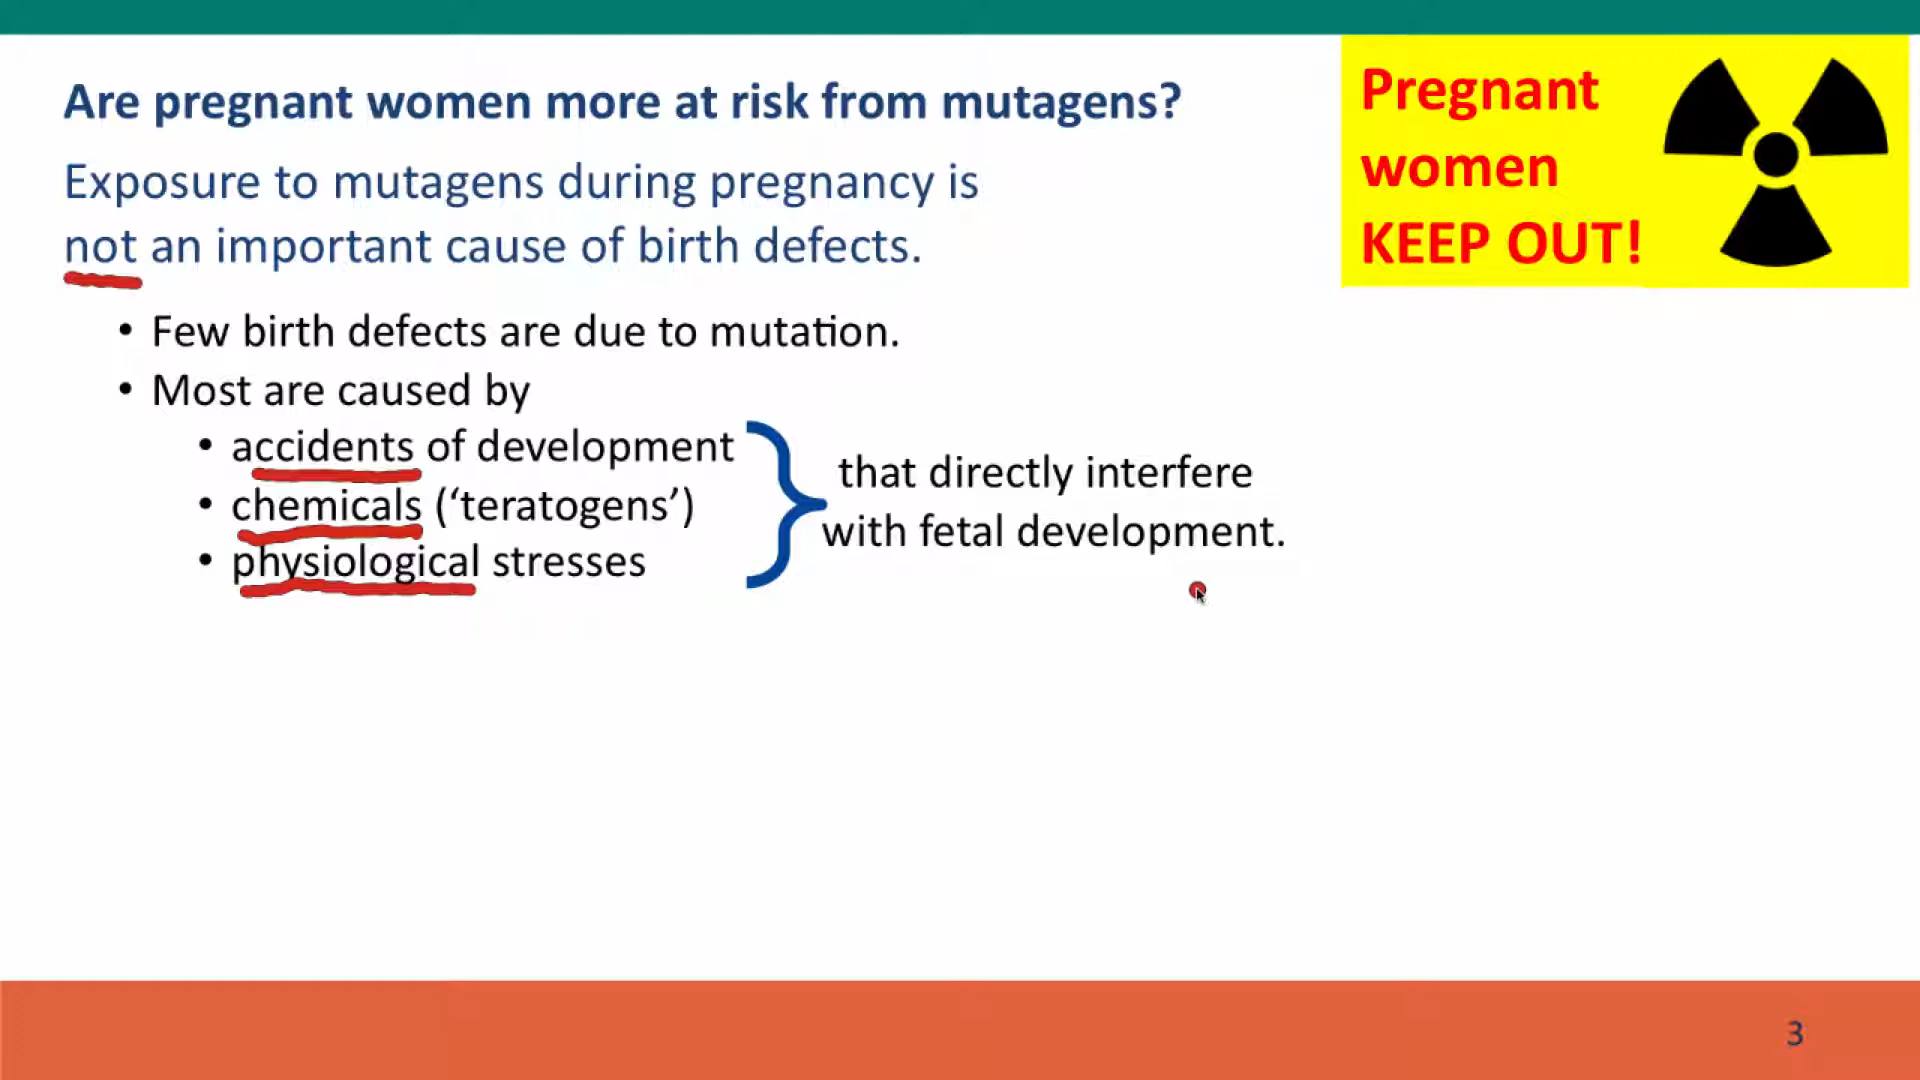 Are pregnant women more at risk from mutagens?
Exposure to mutagens during pregnancy is
not an important cause of birth defects.
• Few birth defects are due to mutation.
• Most are caused by
• accidents of development
• chemicals (‘teratogens’)
• physiological stresses
that directly interfere
with fetal development.
Pregnant
women
KEEP OUT!
3